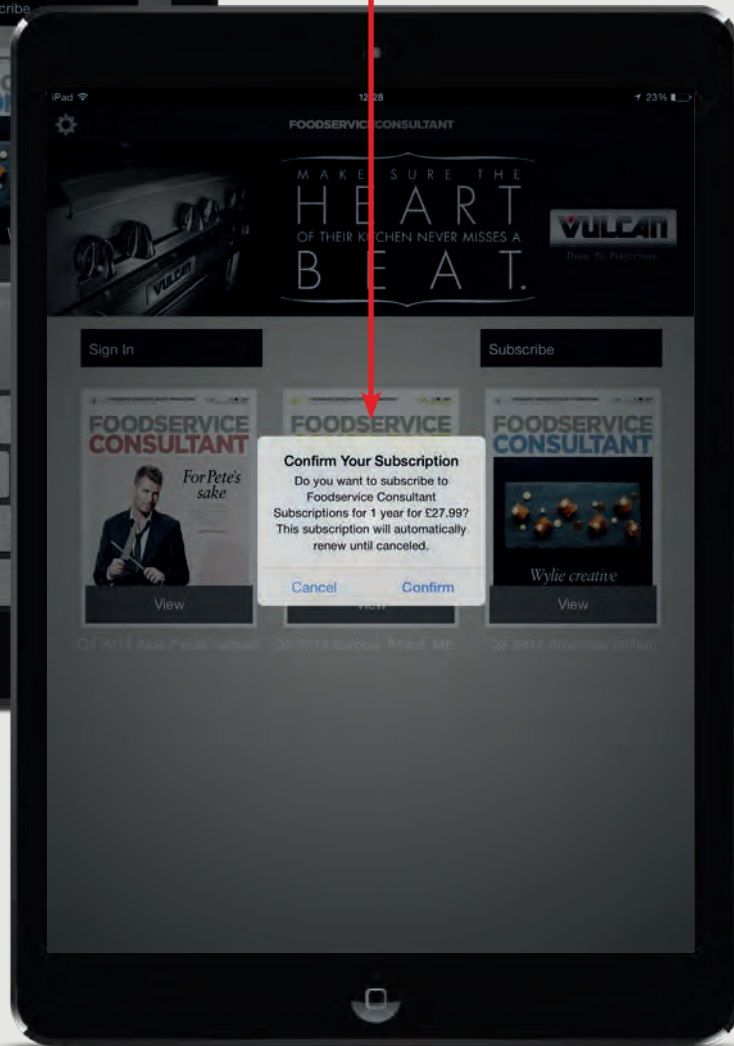 cribe
iPad
12:28
23%
FOODSERVICECONSULTANT
MAKE SURE THE
HEART
OF THEIR KITCHEN NEVER MISSES A
BEAT.
VULCAN
VULCAN
Sign In
Subscribe
FOODSERVICE
CONSULTANT
For Pete's
sake
View
FOODSERVICE
FOODSERVICE
CONSULTANT
Wylie creative
View
Confirm Your Subscription
Do you want to subscribe to
Foodservice Consultant
Subscriptions for 1 year for £27.99?
This subscription will automatically
renew until canceled.
Cancel
Confirm
View